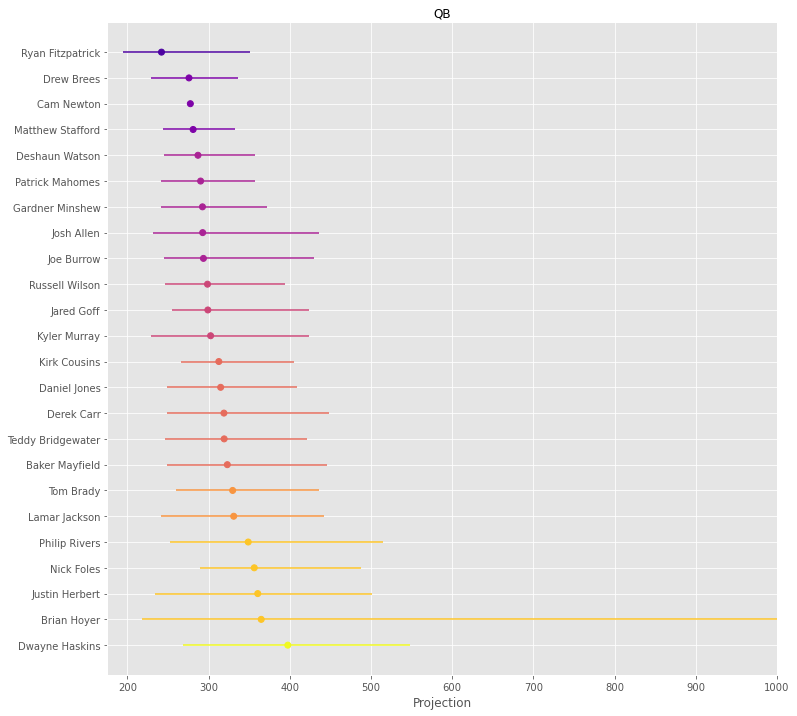 QB
Ryan Fitzpatrick
Drew Brees
Cam Newton
Matthew Stafford
Deshaun Watson
Patrick Mahomes
Gardner Minshew
Josh Allen
Joe Burrow
Russell Wilson
Jared Goff
Kyler Murray
Kirk Cousins
Daniel Jones
Derek Carr
Teddy Bridgewater
Baker Mayfield
Tom Brady
Lamar Jackson
Philip Rivers
Nick Foles
Justin Herbert
Brian Hoyer
Dwayne Haskins
200 300 400 500 600 700 800 900 1000
Projection